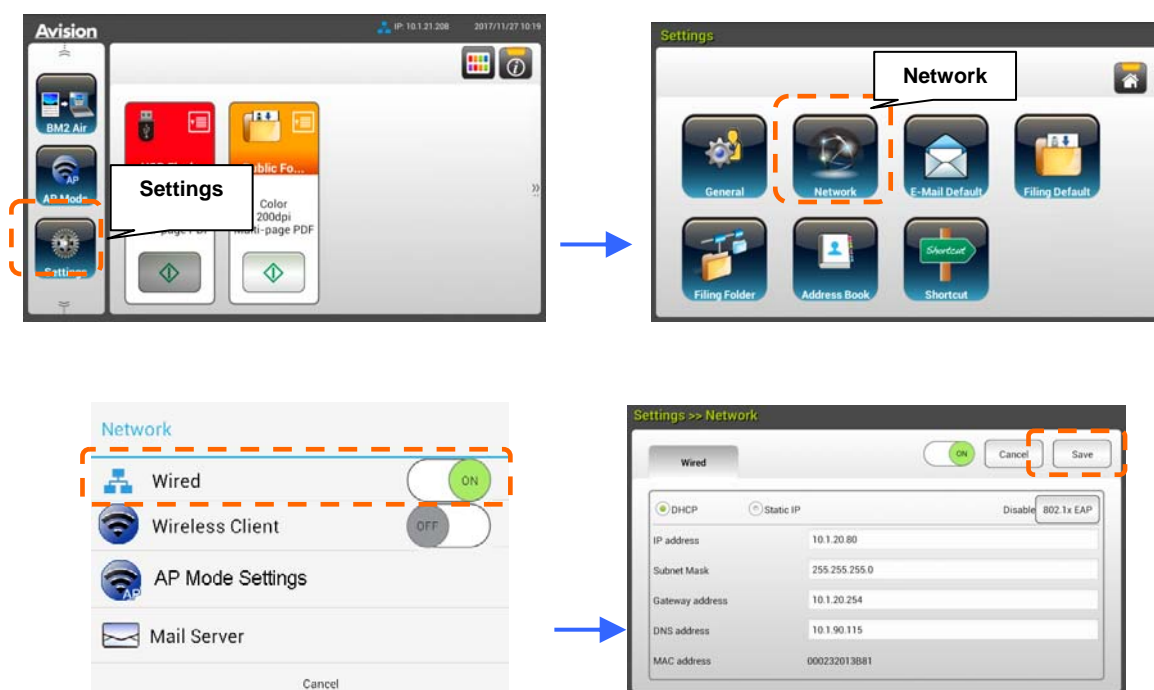 Avision
IP: 10.1.21.208 2017/11/27 10:19
BM2 Air
AP
AP Mode
Settings
Settings
Public Fo...
Color
200dpi
Multi-page PDF
Settings
Network
General
Network
E-Mail Default
Filing Default
Filing Folder
Address Book
Shortcut
Shortcut
Network
Wired
ON
Wireless Client
OFF
AP
AP Mode Settings
Mail Server
Cancel
Settings >> Network
Wired
ON
Cancel
Save
DHCP
Static IP
Disable 802.1x EAP
IP address 10.1.20.80
Subnet Mask 255.255.255.0
Gateway address 10.1.20.254
DNS address 10.1.90.115
MAC address 000232013B81